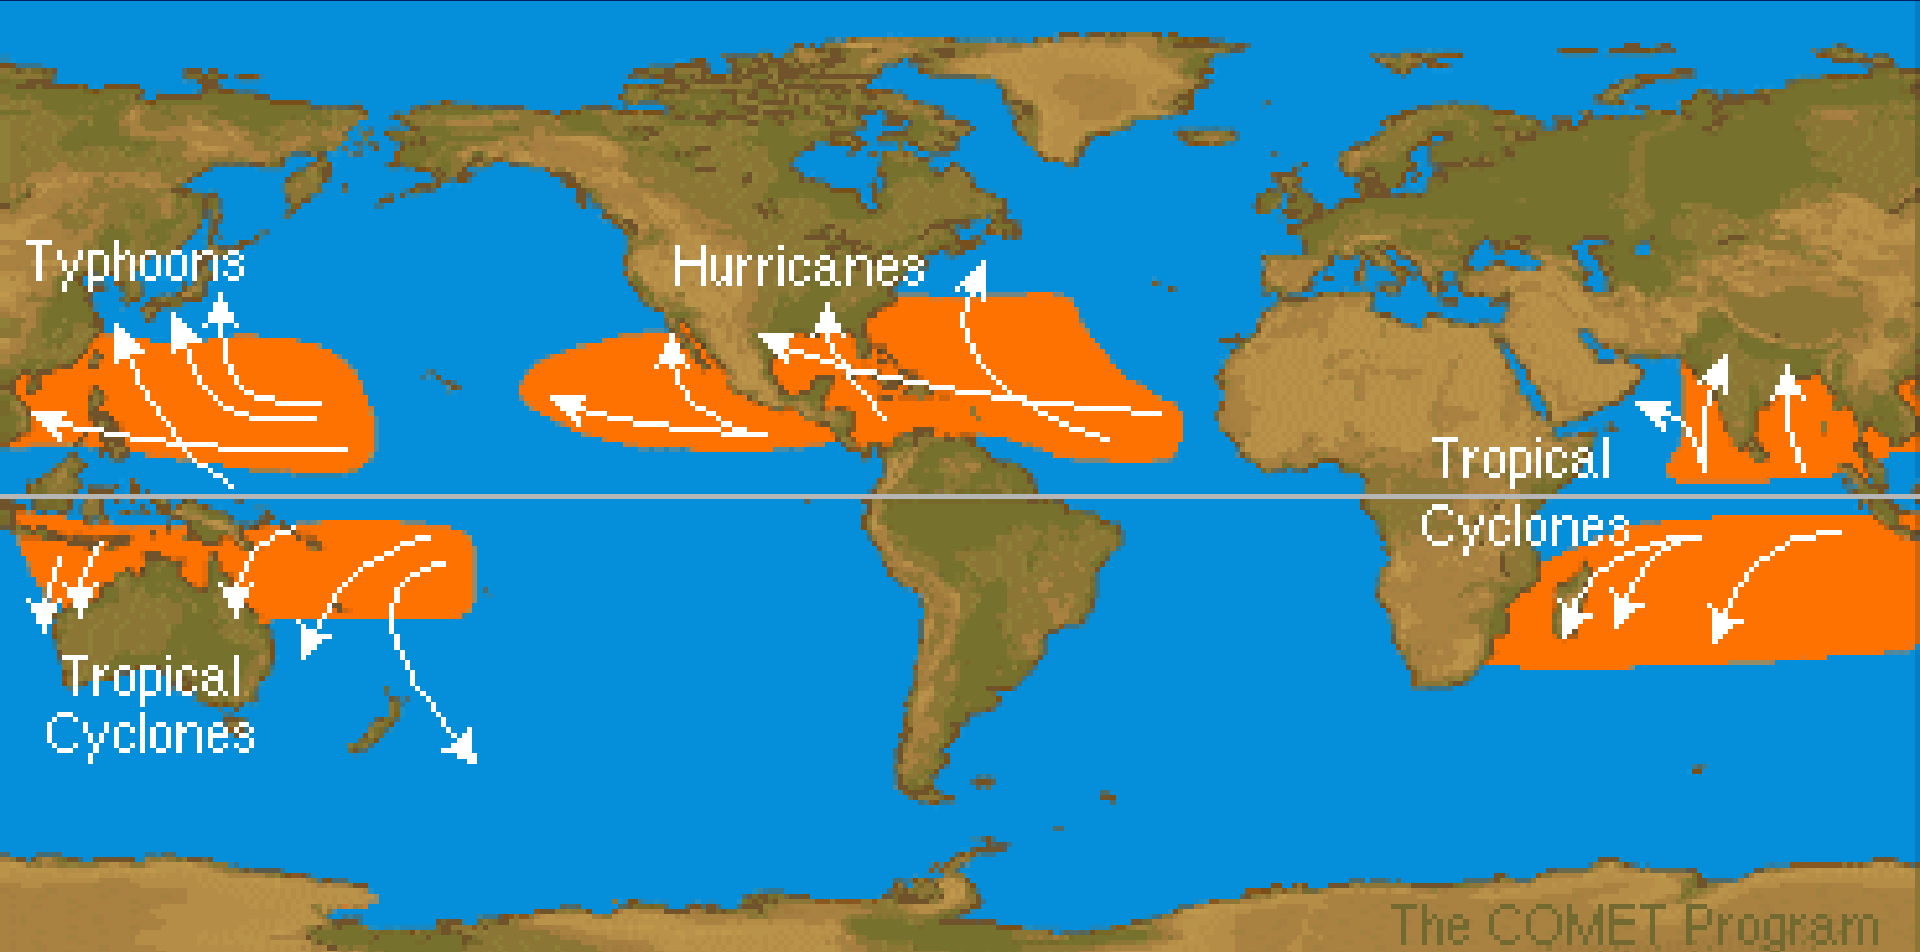 Typhoons
Hurricanes
Tropical
Cyclones
Tropical
Cyclones
The COMET Program